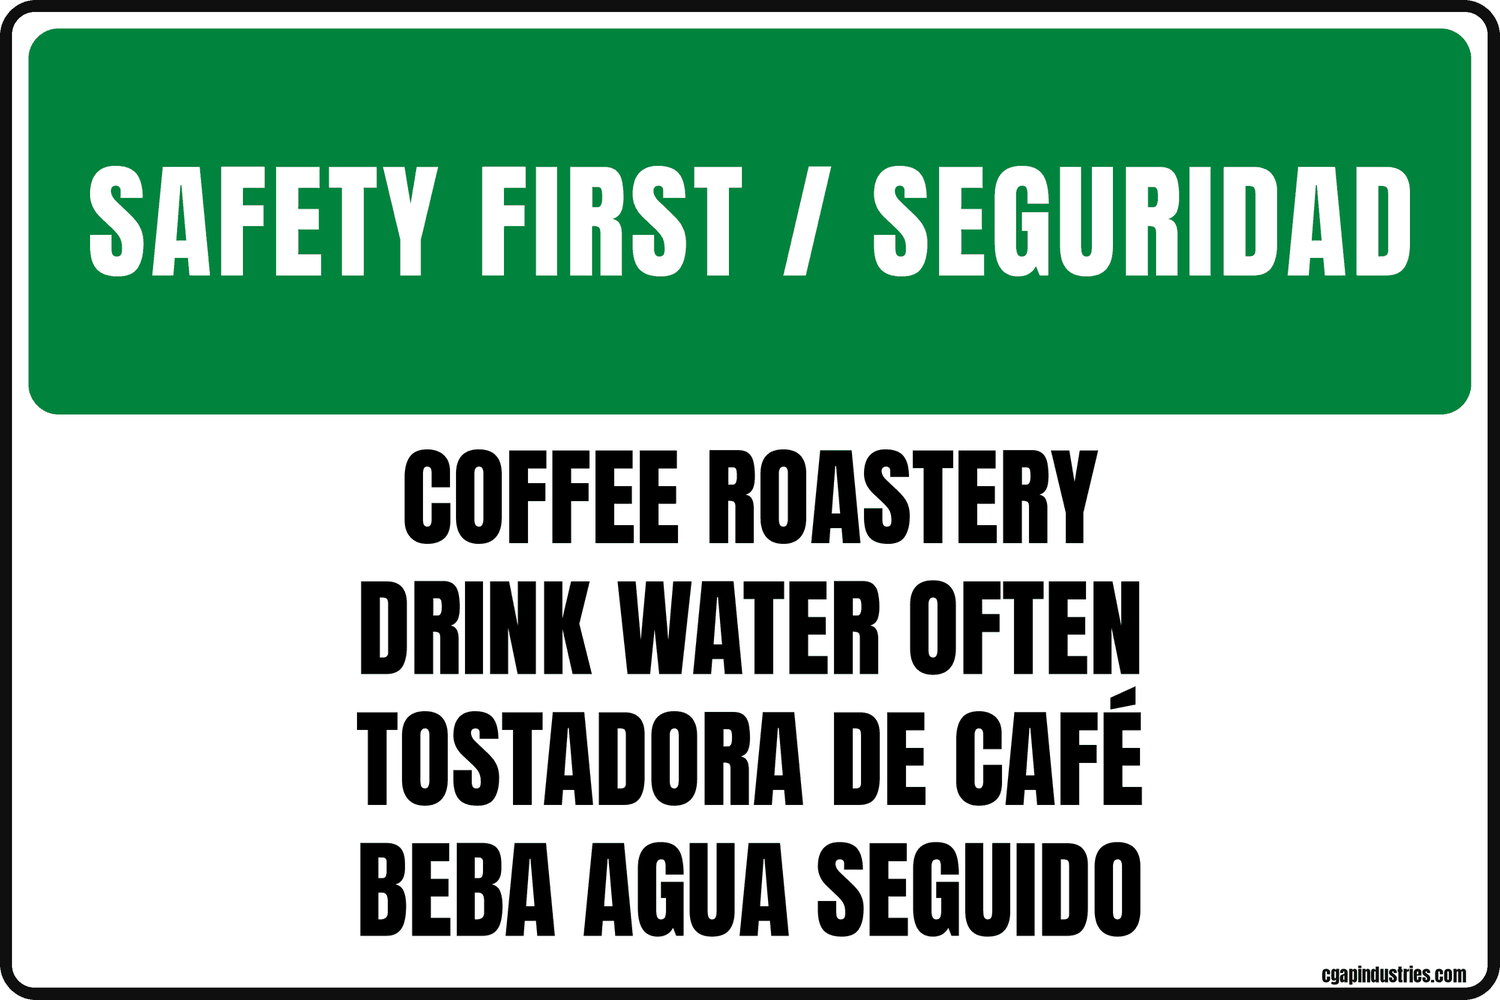 SAFETY FIRST / SEGURIDAD
COFFEE ROASTERY
DRINK WATER OFTEN
TOSTADORA DE CAFÉ
BEBA AGUA SEGUIDO
cgapindustries.com